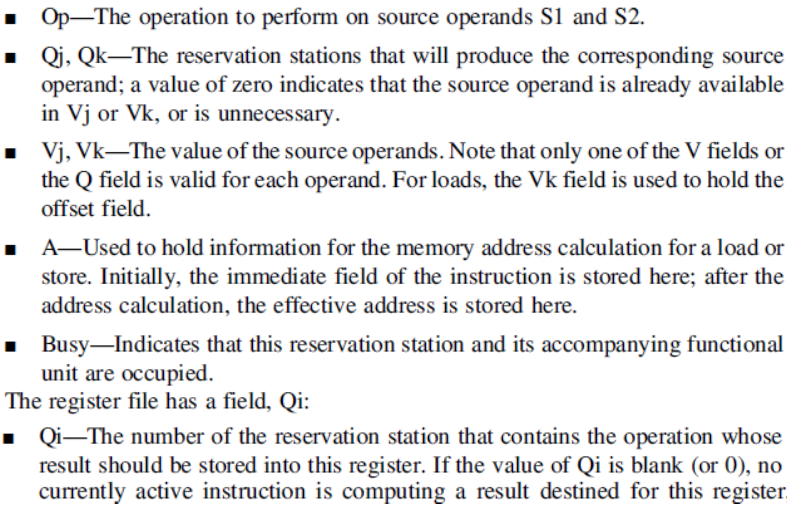 ▪ Op—The operation to perform on source operands S1 and S2.
▪ Qj, Qk—The reservation stations that will produce the corresponding source
operand; a value of zero indicates that the source operand is already available
in Vj or Vk, or is unnecessary.
▪ Vj, Vk—The value of the source operands. Note that only one of the V fields or
the Q field is valid for each operand. For loads, the Vk field is used to hold the
offset field.
▪ A—Used to hold information for the memory address calculation for a load or
store. Initially, the immediate field of the instruction is stored here; after the
address calculation, the effective address is stored here.
▪ Busy—Indicates that this reservation station and its accompanying functional
unit are occupied.
The register file has a field, Qi:
▪ Qi—The number of the reservation station that contains the operation whose
result should be stored into this register. If the value of Qi is blank (or 0), no
currently active instruction is computing a result destined for this register.